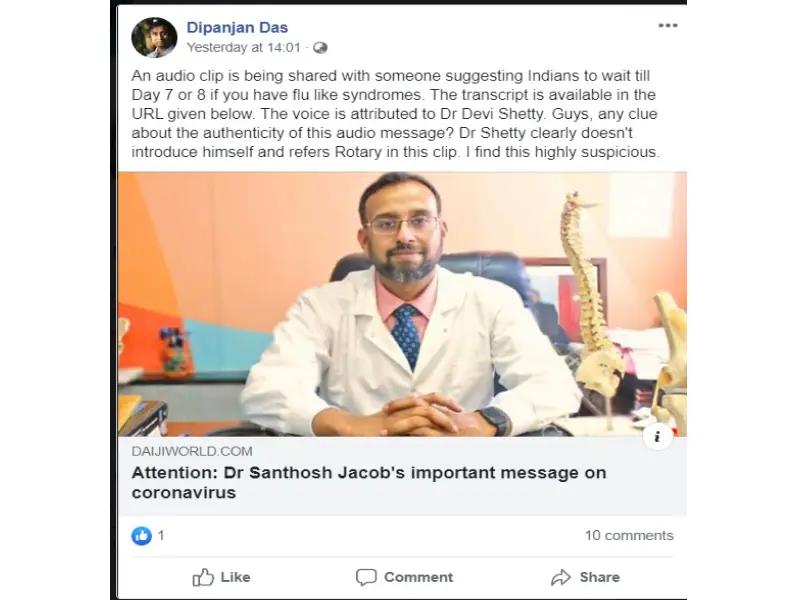 Dipanjan Das
Yesterday at 14:01 ·
An audio clip is being shared with someone suggesting Indians to wait till
Day 7 or 8 if you have flu like syndromes. The transcript is available in the
URL given below. The voice is attributed to Dr Devi Shetty. Guys, any clue
about the authenticity of this audio message? Dr Shetty clearly doesn't
introduce himself and refers Rotary in this clip. I find this highly suspicious.
i
DAIJIWORLD.COM
Attention: Dr Santhosh Jacob's important message on
coronavirus
1 10 comments
Like Comment Share